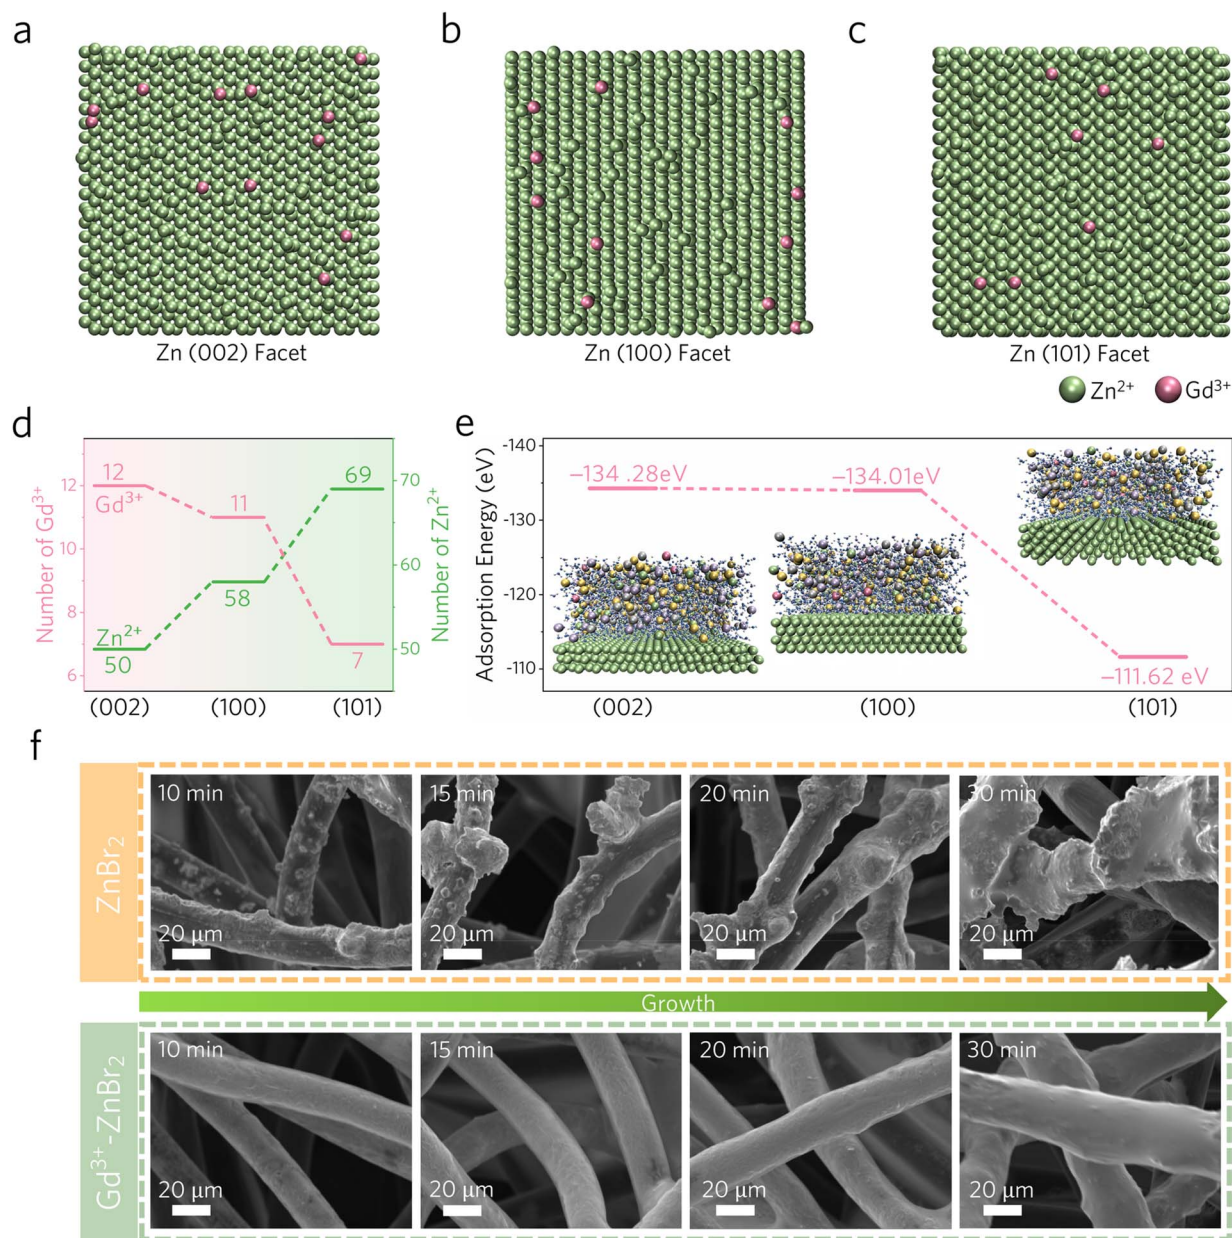 a
b
c
Zn (002) Facet
Zn (100) Facet
Zn (101) Facet
Zn²⁺
Gd³⁺
d
Number of Gd³⁺
12
10
8
6
12
Gd³⁺
11
7
Zn²⁺
50
58
69
70
60
50
Number of Zn²⁺
(002)
(100)
(101)
e
Adsorption Energy (eV)
-140
-130
-120
-110
−134 .28eV
−134.01eV
−111.62 eV
(002)
(100)
(101)
f
ZnBr₂
10 min
20 µm
15 min
20 µm
20 min
20 µm
30 min
20 µm
Growth
Gd³⁺-ZnBr₂
10 min
20 µm
15 min
20 µm
20 min
20 µm
30 min
20 µm